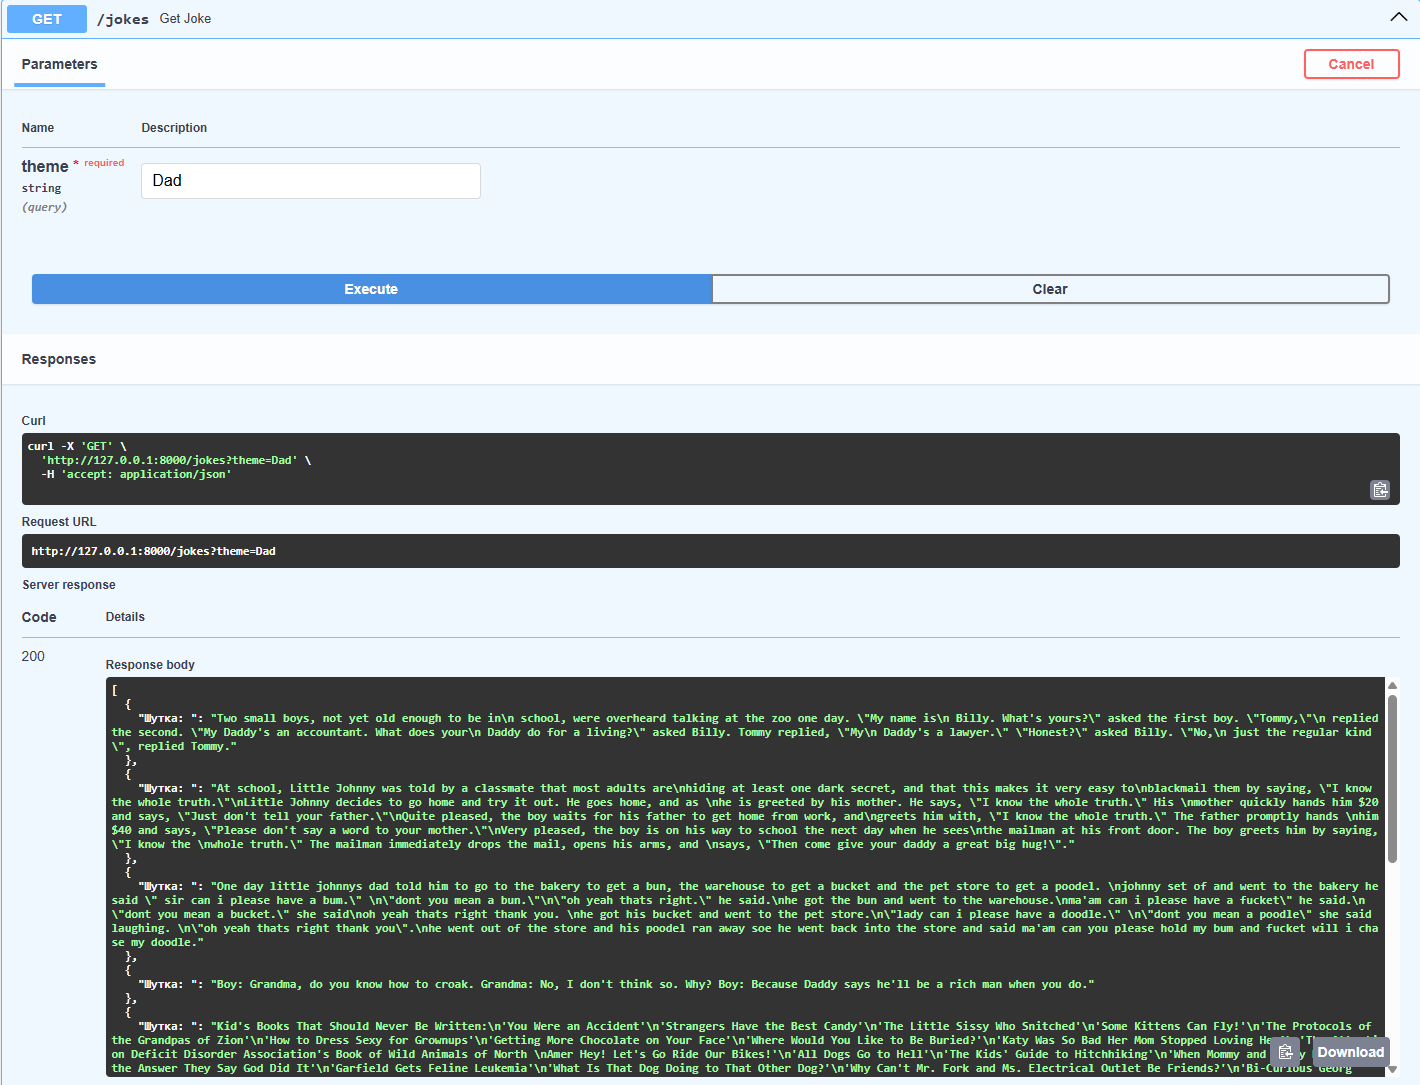 GET /jokes Get Joke
Parameters
Cancel
Name Description
theme * required
string
(query)
Dad
Execute Clear
Responses
Curl
curl -X 'GET' \
'http://127.0.0.1:8000/jokes?theme=Dad' \
-H 'accept: application/json'
Request URL
http://127.0.0.1:8000/jokes?theme=Dad
Server response
Code Details
200
Response body
[
{
"Шутка: ": "Two small boys, not yet old enough to be in\n school, were overheard talking at the zoo one day. \"My name is\n Billy. What's yours?\" asked the first boy. \"Tommy,\"\n replied
the second. \"My Daddy's an accountant. What does your\n Daddy do for a living?\" asked Billy. Tommy replied, \"My\n Daddy's a lawyer.\" \"Honest?\" asked Billy. \"No,\n just the regular kind
\", replied Tommy."
},
{
"Шутка: ": "At school, Little Johnny was told by a classmate that most adults are\nhiding at least one dark secret, and that this makes it very easy to\nblackmail them by saying, \"I know
the whole truth.\"\nLittle Johnny decides to go home and try it out. He goes home, and as \nhe is greeted by his mother. He says, \"I know the whole truth.\" His \nmother quickly hands him $20
and says, \"Just don't tell your father.\"\nQuite pleased, the boy waits for his father to get home from work, and\ngreets him with, \"I know the whole truth.\" The father promptly hands \nhim
$40 and says, \"Please don't say a word to your mother.\"\nVery pleased, the boy is on his way to school the next day when he sees\nthe mailman at his front door. The boy greets him by saying,
\"I know the \nwhole truth.\" The mailman immediately drops the mail, opens his arms, and \nsays, \"Then come give your daddy a great big hug!\"."
},
{
"Шутка: ": "One day little johnnys dad told him to go to the bakery to get a bun, the warehouse to get a bucket and the pet store to get a poodel. \njohnny set of and went to the bakery he
said \" sir can i please have a bum.\" \n\"dont you mean a bun.\"\n\"oh yeah thats right.\" he said.\nhe got the bun and went to the warehouse.\nma'am can i please have a fucket\" he said.\n
\"dont you mean a bucket.\" she said\noh yeah thats right thank you. \nhe got his bucket and went to the pet store.\n\"lady can i please have a doodle.\" \n\"dont you mean a poodle\" she said
laughing. \n\"oh yeah thats right thank you\".\nhe went out of the store and his poodel ran away soe he went back into the store and said ma'am can you please hold my bum and fucket will i cha
se my doodle."
},
{
"Шутка: ": "Boy: Grandma, do you know how to croak. Grandma: No, I don't think so. Why? Boy: Because Daddy says he'll be a rich man when you do."
},
{
"Шутка: ": "Kid's Books That Should Never Be Written:\n'You Were an Accident'\n'Strangers Have the Best Candy'\n'The Little Sissy Who Snitched'\n'Some Kittens Can Fly!'\n'The Protocols of
the Grandpas of Zion'\n'How to Dress Sexy for Grownups'\n'Getting More Chocolate on Your Face'\n'Where Would You Like to Be Buried?'\n'Katy Was So Bad Her Mom Stopped Loving
on Deficit Disorder Association's Book of Wild Animals of North \nAmer Hey! Let's Go Ride Our Bikes!'\n'All Dogs Go to Hell'\n'The Kids' Guide to Hitchhiking'\n'When Mommy and
the Answer They Say God Did It'\n'Garfield Gets Feline Leukemia'\n'What Is That Dog Doing to That Other Dog?'\n'Why Can't Mr. Fork and Ms. Electrical Outlet Be Friends?'\n'Bi-Curious
Download